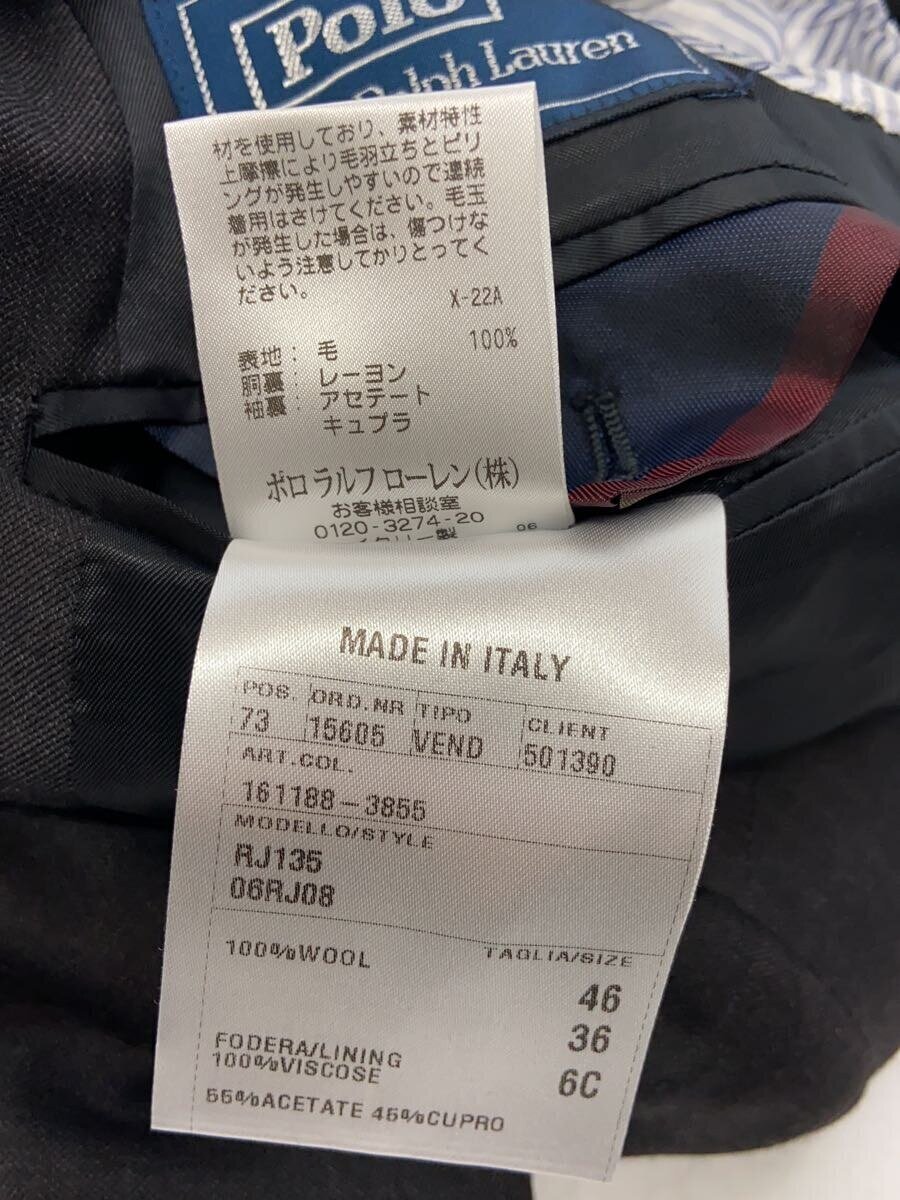 Polo
Ralph Lauren
材を使用しており、素材特性
上摩擦により毛羽立ちとピリ
ングが発生しやすいので連続
着用はさけてください。毛玉
が発生した場合は、傷つけな
いよう注意してかりとってく
ださい。
X-22A
表地: 毛 100%
胴裏: レーヨン
袖裏: アセテート
キュプラ
ポロ ラルフ ローレン(株)
お客様相談室
0120-3274-20
イタリー製 06
MADE IN ITALY
POS. ORD.NR TIPO CLIENT
73 15605 VEND 501390
ART.COL.
161188-3855
MODELLO/STYLE
RJ135
06RJ08
100%WOOL TAGLIA/SIZE
46
36
6C
FODERA/LINING
100%VISCOSE
55%ACETATE 45%CUPRO